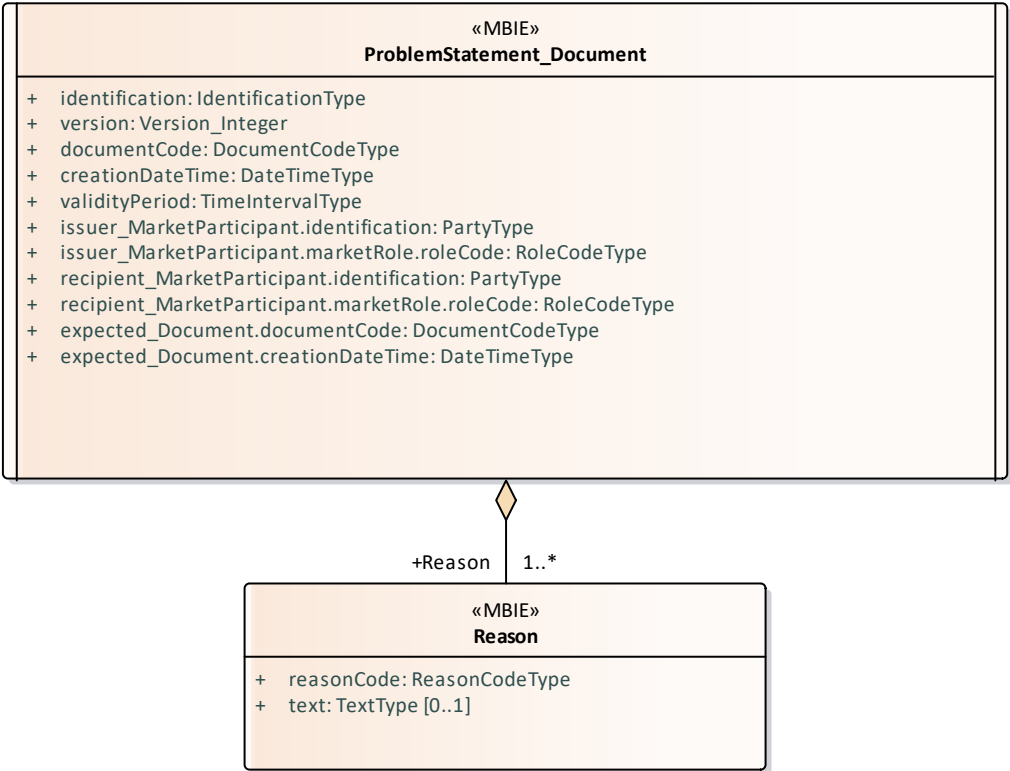 «MBIE»
ProblemStatement_Document
+ identification: IdentificationType
+ version: Version_Integer
+ documentCode: DocumentCodeType
+ creationDateTime: DateTimeType
+ validityPeriod: TimeIntervalType
+ issuer_MarketParticipant.identification: PartyType
+ issuer_MarketParticipant.marketRole.roleCode: RoleCodeType
+ recipient_MarketParticipant.identification: PartyType
+ recipient_MarketParticipant.marketRole.roleCode: RoleCodeType
+ expected_Document.documentCode: DocumentCodeType
+ expected_Document.creationDateTime: DateTimeType
+Reason 1..*
«MBIE»
Reason
+ reasonCode: ReasonCodeType
+ text: TextType [0..1]